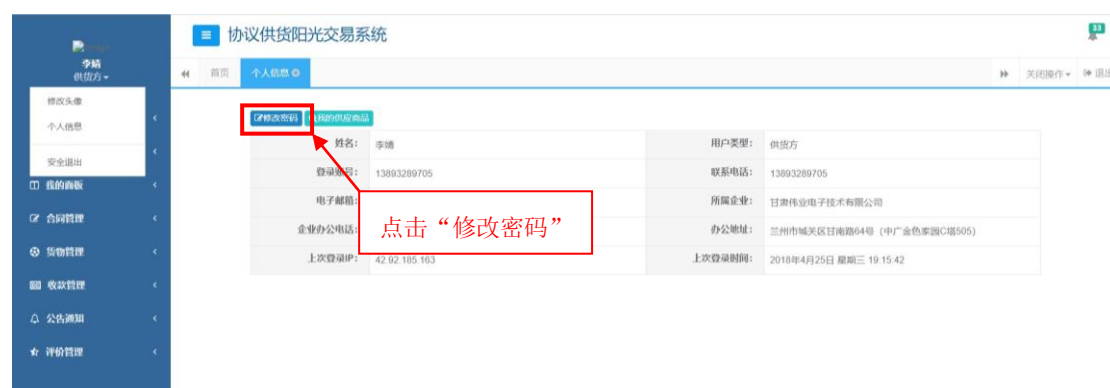 协议供货阳光交易系统
33
李婧
供货方
修改头像
个人信息
安全退出
我的面板
合同管理
货物管理
收款管理
公告通知
评价管理
首页
个人信息
关闭操作
退出
修改密码
我的供应商品
姓名:
李婧
用户类型:
供货方
登录账号:
13893289705
联系电话:
13893289705
电子邮箱:
所属企业:
甘肃伟业电子技术有限公司
企业办公电话:
办公地址:
兰州市城关区甘南路64号（中广金色家园C塔505）
上次登录IP:
42.92.185.163
上次登录时间:
2018年4月25日 星期三 19:15:42
点击“修改密码”